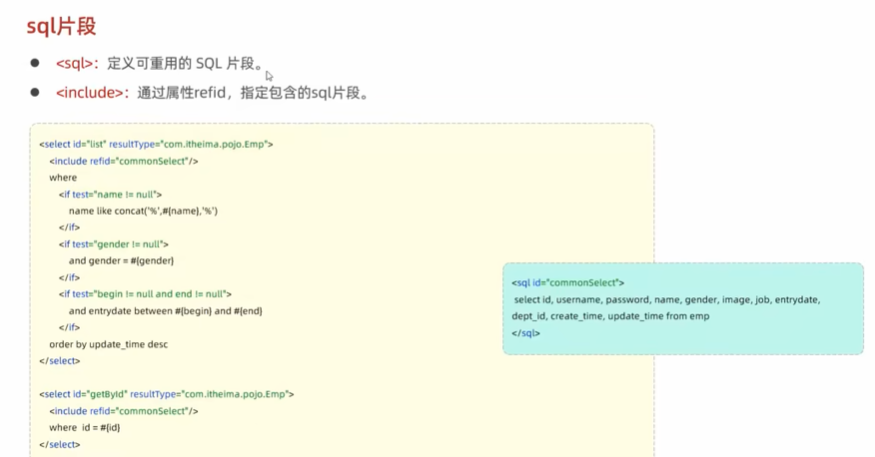 sql片段
● <sql>：定义可重用的 SQL 片段。
● <include>：通过属性refid，指定包含的sql片段。
<select id="list" resultType="com.itheima.pojo.Emp">
<include refid="commonSelect"/>
where
<if test="name != null">
name like concat('%',#{name},'%')
</if>
<if test="gender != null">
and gender = #{gender}
</if>
<if test="begin != null and end != null">
and entrydate between #{begin} and #{end}
</if>
order by update_time desc
</select>
<select id="getById" resultType="com.itheima.pojo.Emp">
<include refid="commonSelect"/>
where id = #{id}
</select>
<sql id="commonSelect">
select id, username, password, name, gender, image, job, entrydate,
dept_id, create_time, update_time from emp
</sql>